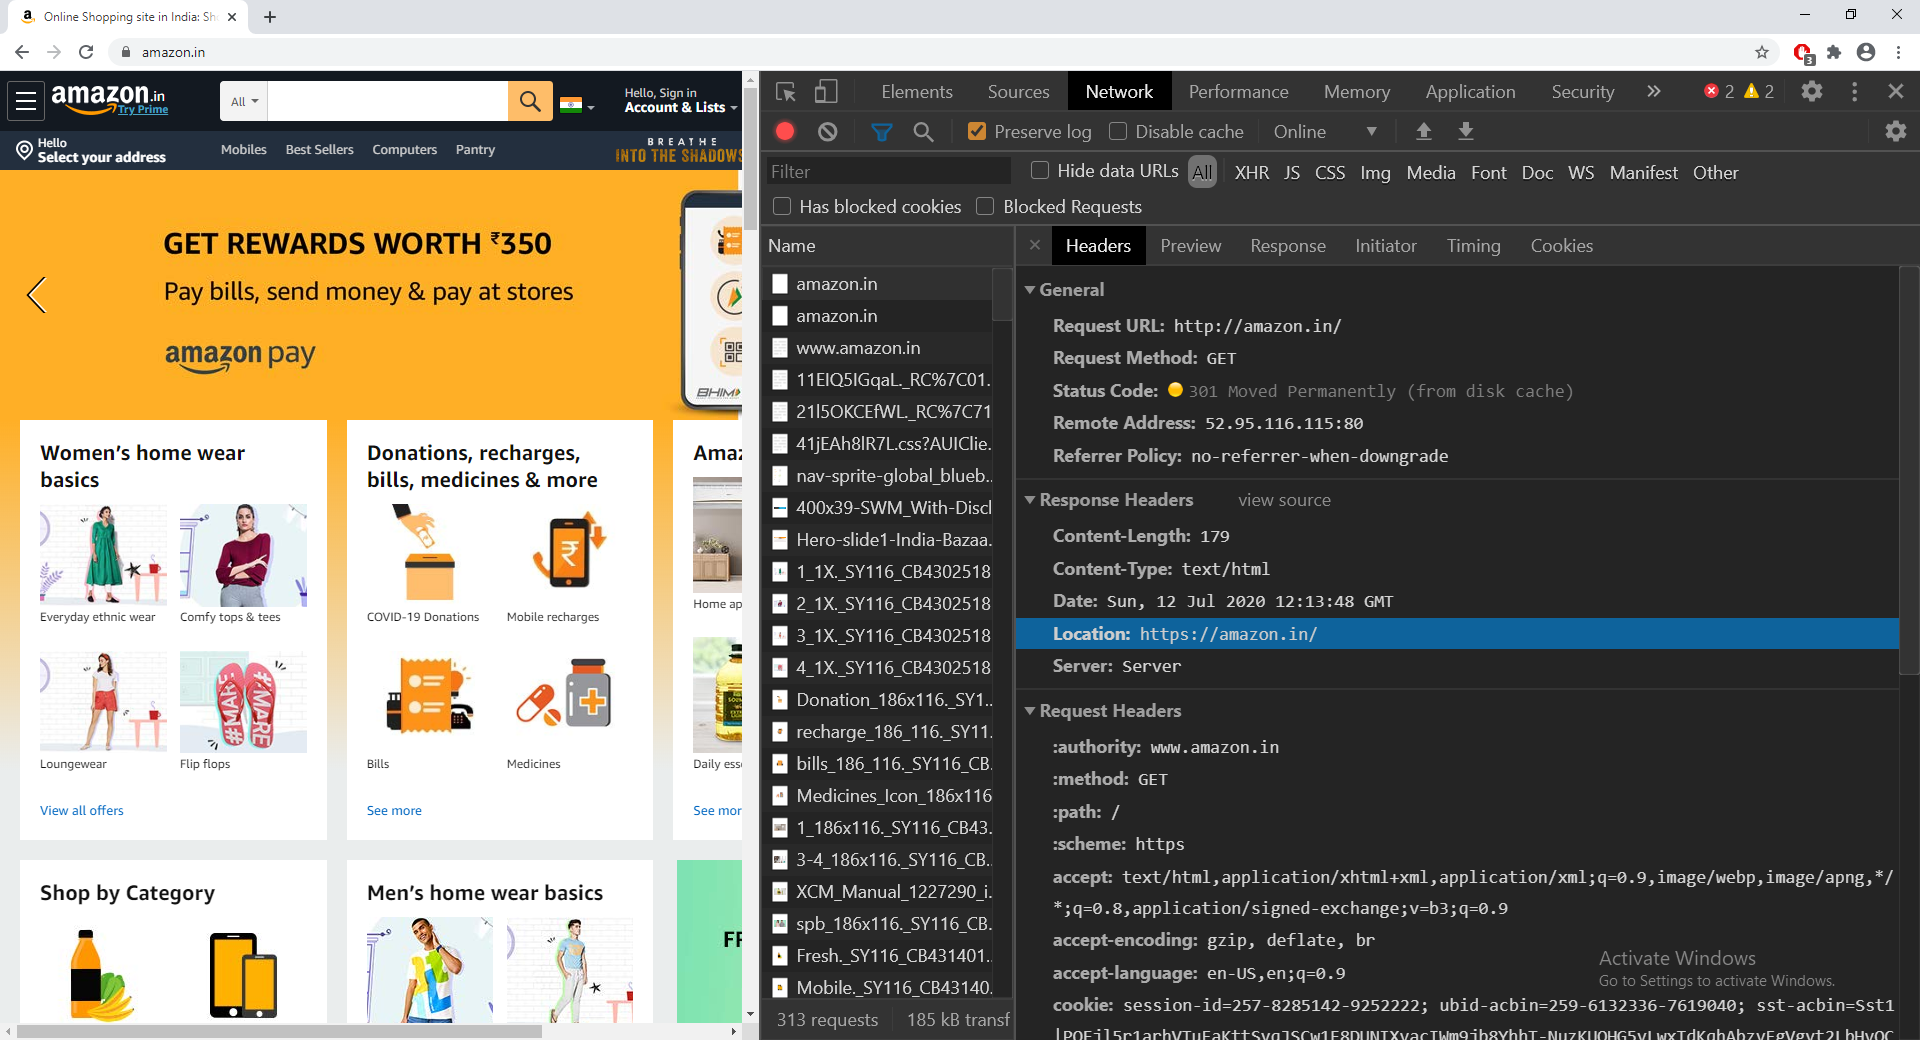 Online Shopping site in India: Sh
amazon.in
amazon.in
Try Prime
All
Hello, Sign in
Account & Lists
Hello
Select your address
Mobiles Best Sellers Computers Pantry
BREATHE
INTO THE SHADOWS
GET REWARDS WORTH ₹350
Pay bills, send money & pay at stores
amazon pay
BHIM
Women's home wear
basics
Everyday ethnic wear
Comfy tops & tees
Loungewear
Flip flops
View all offers
Donations, recharges,
bills, medicines & more
COVID-19 Donations
Mobile recharges
Bills
Medicines
See more
Amaz
Home ap
Daily ess
See mor
Shop by Category
Men's home wear basics
FF
Elements Sources Network Performance Memory Application Security 2 2
Preserve log Disable cache Online
Filter Hide data URLs All XHR JS CSS Img Media Font Doc WS Manifest Other
Has blocked cookies Blocked Requests
Name
amazon.in
amazon.in
www.amazon.in
11EIQ5IGqaL._RC%7C01.
21l5OKCEfWL._RC%7C71
41jEAh8lR7L.css?AUIClie.
nav-sprite-global_blueb..
400x39-SWM_With-Discl
Hero-slide1-India-Bazaa.
1_1X._SY116_CB4302518
2_1X._SY116_CB4302518
3_1X._SY116_CB4302518
4_1X._SY116_CB4302518
Donation_186x116._SY1..
recharge_186_116._SY11.
bills_186_116._SY116_CB.
Medicines_Icon_186x116
1_186x116._SY116_CB43.
3-4_186x116._SY116_CB..
XCM_Manual_1227290_i.
spb_186x116._SY116_CB.
Fresh._SY116_CB431401..
Mobile._SY116_CB43140.
313 requests 185 kB transf
Headers Preview Response Initiator Timing Cookies
General
Request URL: http://amazon.in/
Request Method: GET
Status Code: 301 Moved Permanently (from disk cache)
Remote Address: 52.95.116.115:80
Referrer Policy: no-referrer-when-downgrade
Response Headers view source
Content-Length: 179
Content-Type: text/html
Date: Sun, 12 Jul 2020 12:13:48 GMT
Location: https://amazon.in/
Server: Server
Request Headers
:authority: www.amazon.in
:method: GET
:path: /
:scheme: https
accept: text/html,application/xhtml+xml,application/xml;q=0.9,image/webp,image/apng,*/
*;q=0.8,application/signed-exchange;v=b3;q=0.9
accept-encoding: gzip, deflate, br
accept-language: en-US,en;q=0.9
cookie: session-id=257-8285142-9252222; ubid-acbin=259-6132336-7619040; sst-acbin=Sst1
Activate Windows
Go to Settings to activate Windows.